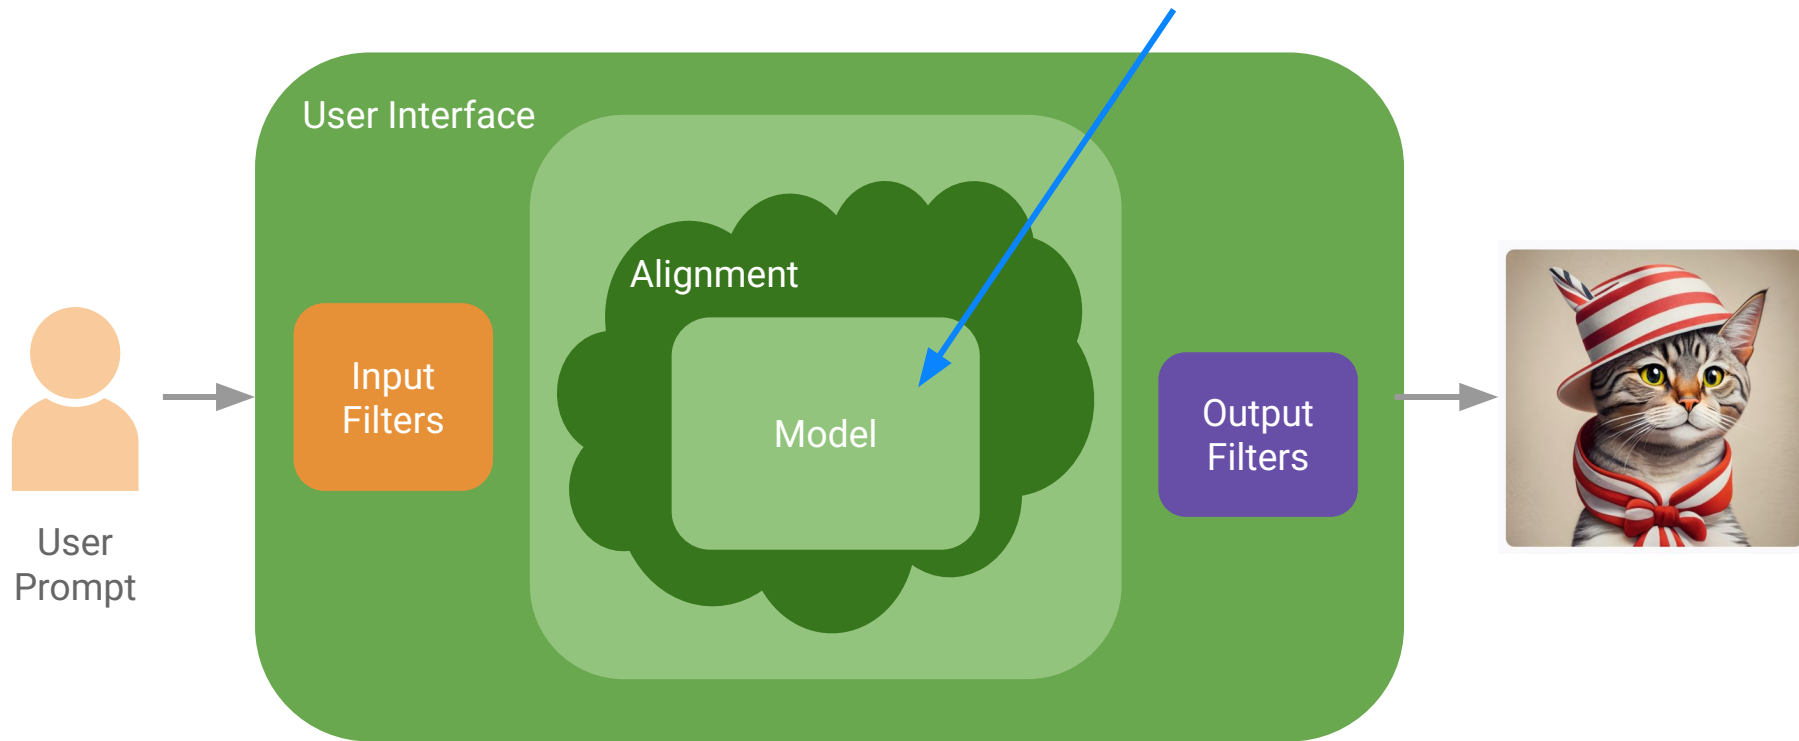 User Interface
Alignment
Input
Filters
Model
Output
Filters
User
Prompt